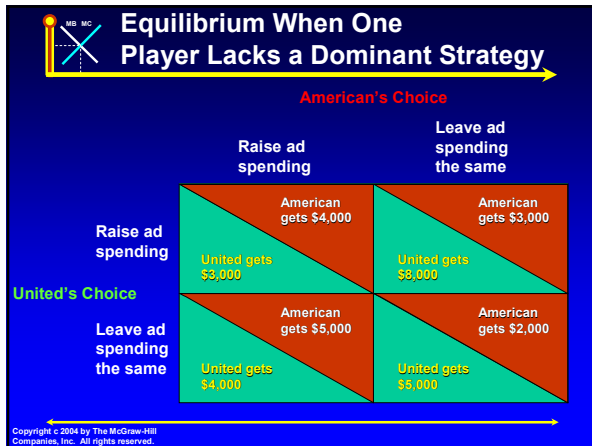 MB MC
Equilibrium When One
Player Lacks a Dominant Strategy
American's Choice
Raise ad
spending
Leave ad
spending
the same
Raise ad
spending
American
gets $4,000
United gets
$3,000
American
gets $3,000
United gets
$8,000
United's Choice
Leave ad
spending
the same
American
gets $5,000
United gets
$4,000
American
gets $2,000
United gets
$5,000
Copyright c 2004 by The McGraw-Hill
Companies, Inc. All rights reserved.